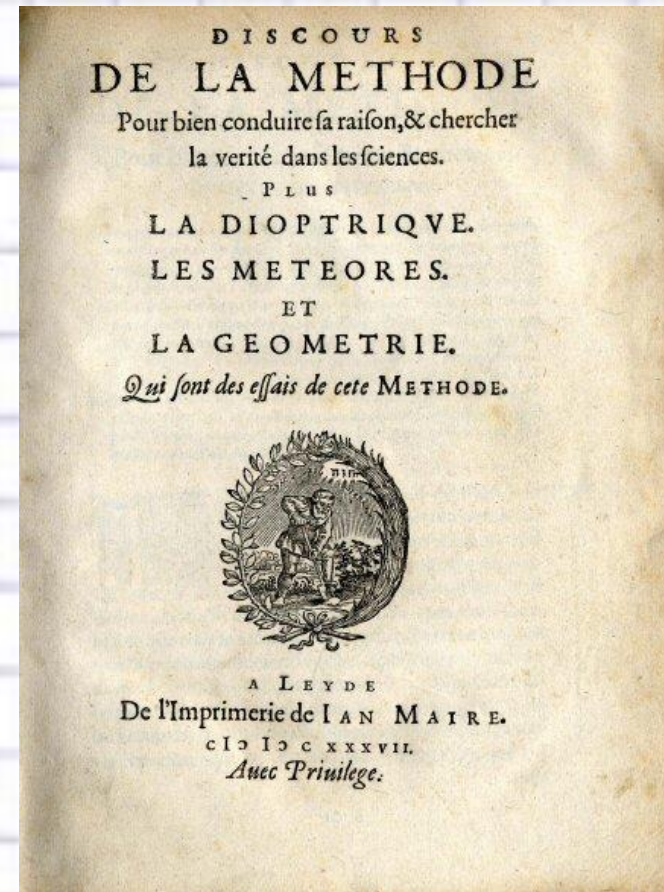 DISCOURS
DE LA METHODE
Pour bien conduire ſa raiſon,& chercher
la verité dans les ſciences.
PLUS
LA DIOPTRIQVE.
LES METEORES.
ET
LA GEOMETRIE.
Qui ſont des eſſais de cete METHODE.
A LEYDE
De l'Imprimerie de IAN MAIRE.
cIↄ Iↄ c xxxvii.
Auec Priuilege.